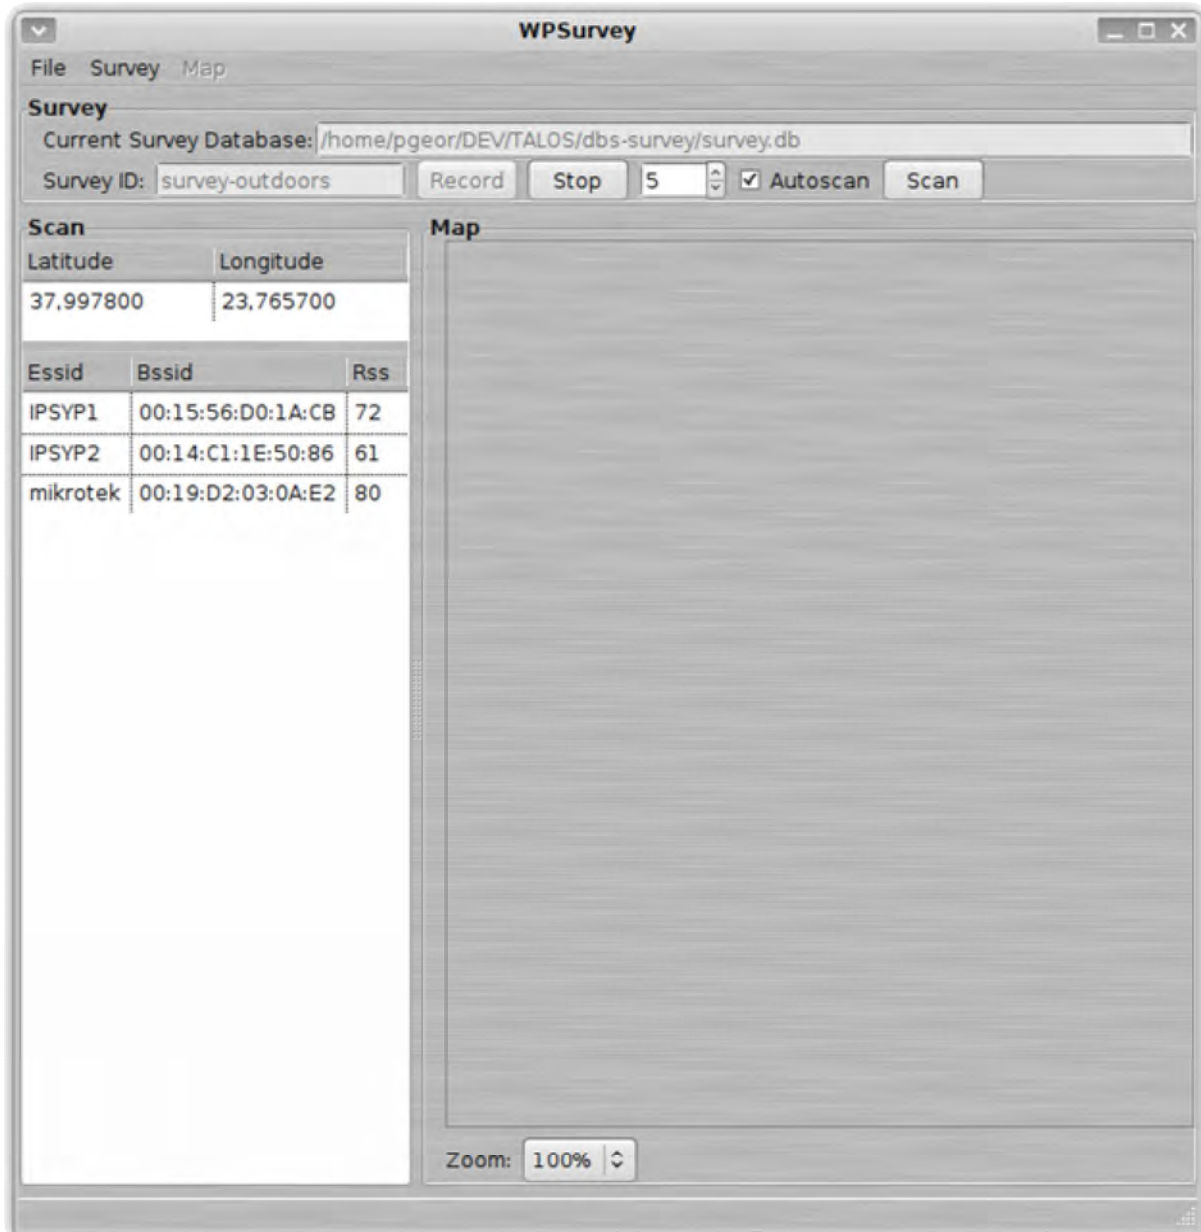 WPSurvey
File Survey Map
Survey
Current Survey Database: /home/pgeor/DEV/TALOS/dbs-survey/survey.db
Survey ID: survey-outdoors Record Stop 5 Autoscan Scan
Scan
Map
Latitude Longitude
37,997800 23,765700
Essid Bssid Rss
IPSYP1 00:15:56:D0:1A:CB 72
IPSYP2 00:14:C1:1E:50:86 61
mikrotek 00:19:D2:03:0A:E2 80
Zoom: 100%